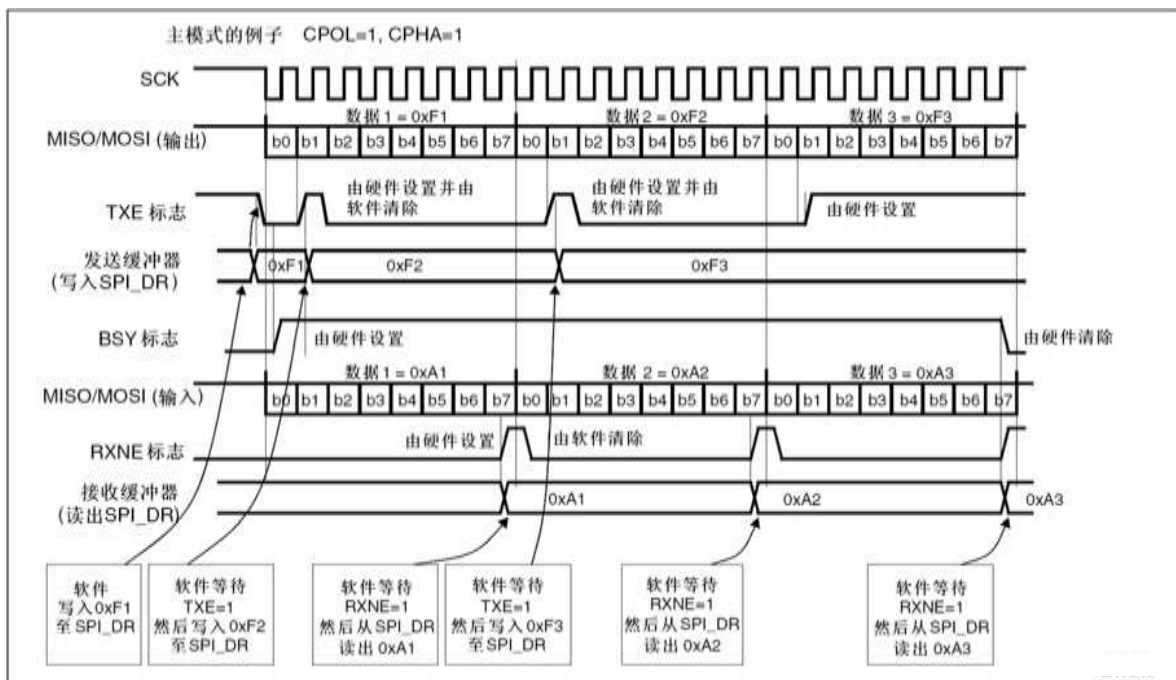 主模式的例子 CPOL=1, CPHA=1
SCK
数据 1 = 0xF1 数据 2 = 0xF2 数据 3 = 0xF3
MISO/MOSI (输出)
b0 b1 b2 b3 b4 b5 b6 b7 b0 b1 b2 b3 b4 b5 b6 b7 b0 b1 b2 b3 b4 b5 b6 b7
由硬件设置并由 由硬件设置并由
软件清除 软件清除
TXE 标志
由硬件设置
发送缓冲器
(写入SPI_DR)
0xF1 0xF2 0xF3
BSY 标志
由硬件设置 由硬件清除
数据 1 = 0xA1 数据 2 = 0xA2 数据 3 = 0xA3
MISO/MOSI (输入)
b0 b1 b2 b3 b4 b5 b6 b7 b0 b1 b2 b3 b4 b5 b6 b7 b0 b1 b2 b3 b4 b5 b6 b7
RXNE 标志
由硬件设置 由软件清除
接收缓冲器
(读出SPI_DR)
0xA1 0xA2 0xA3
软件
写入0xF1
至SPI_DR
软件等待
TXE=1
然后写入0xF2
至SPI_DR
软件等待
RXNE=1
然后从SPI_DR
读出 0xA1
软件等待
TXE=1
然后写入0xF3
至SPI_DR
软件等待
RXNE=1
然后从SPI_DR
读出 0xA2
软件等待
RXNE=1
然后从SPI_DR
读出 0xA3